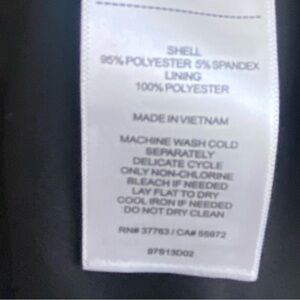 SHELL
95% POLYESTER 5% SPANDEX
LINING
100% POLYESTER
MADE IN VIETNAM
MACHINE WASH COLD
SEPARATELY
DELICATE CYCLE
ONLY NON-CHLORINE
BLEACH IF NEEDED
LAY FLAT TO DRY
COOL IRON IF NEEDED
DO NOT DRY CLEAN
RN# 37763 / CA# 55972
97S13D02